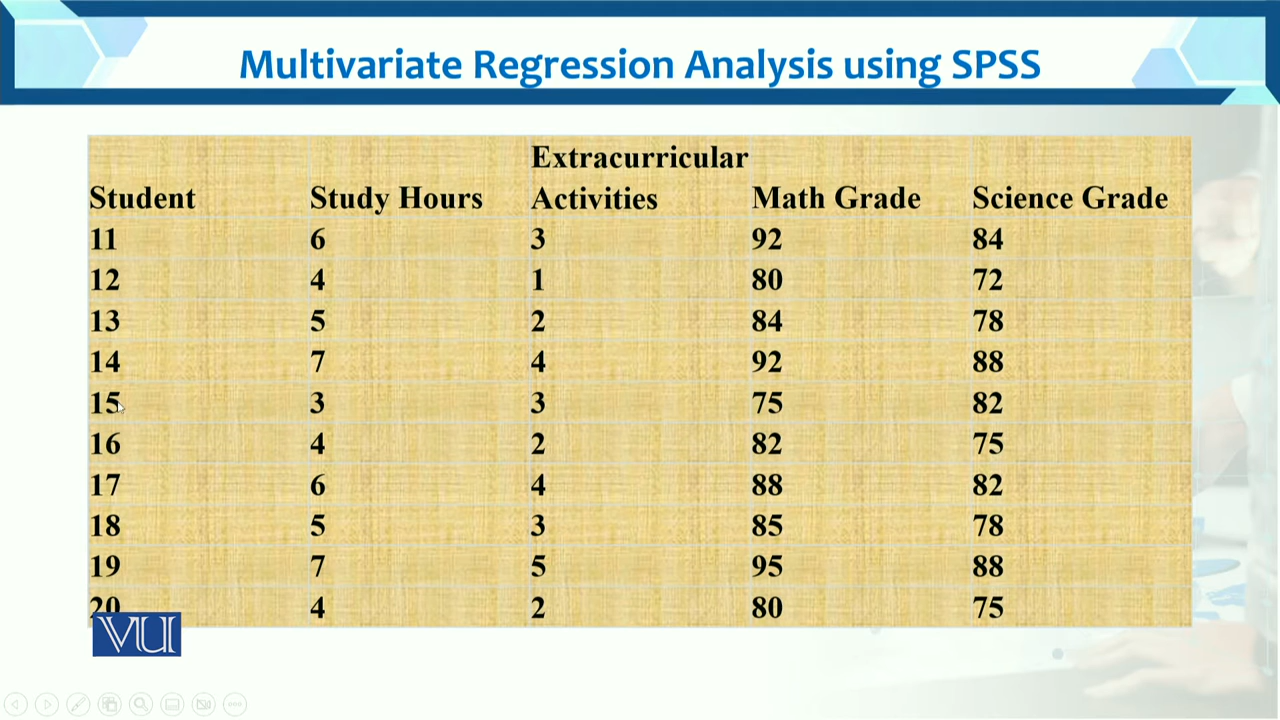 Multivariate Regression Analysis using SPSS
Extracurricular
Student Study Hours Activities Math Grade Science Grade
11 6 3 92 84
12 4 1 80 72
13 5 2 84 78
14 7 4 92 88
15 3 3 75 82
16 4 2 82 75
17 6 4 88 82
18 5 3 85 78
19 7 5 95 88
20 4 2 80 75
VU